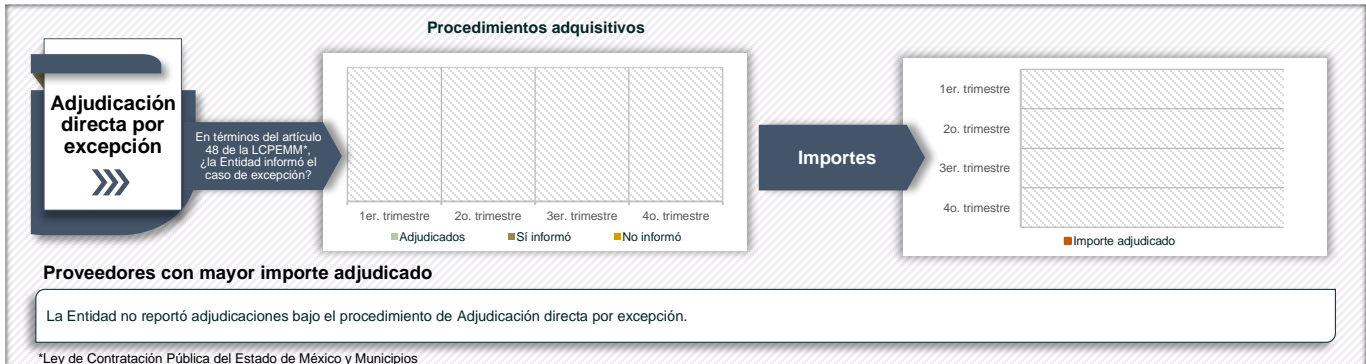 Procedimientos adquisitivos
Adjudicación
directa por
excepción
En términos del artículo
48 de la LCPEMM*,
¿la Entidad informó el
caso de excepción?
1er. trimestre 2o. trimestre 3er. trimestre 4o. trimestre
Adjudicados Sí informó No informó
Importes
1er. trimestre
2o. trimestre
3er. trimestre
4o. trimestre
Importe adjudicado
Proveedores con mayor importe adjudicado
La Entidad no reportó adjudicaciones bajo el procedimiento de Adjudicación directa por excepción.
*Ley de Contratación Pública del Estado de México y Municipios